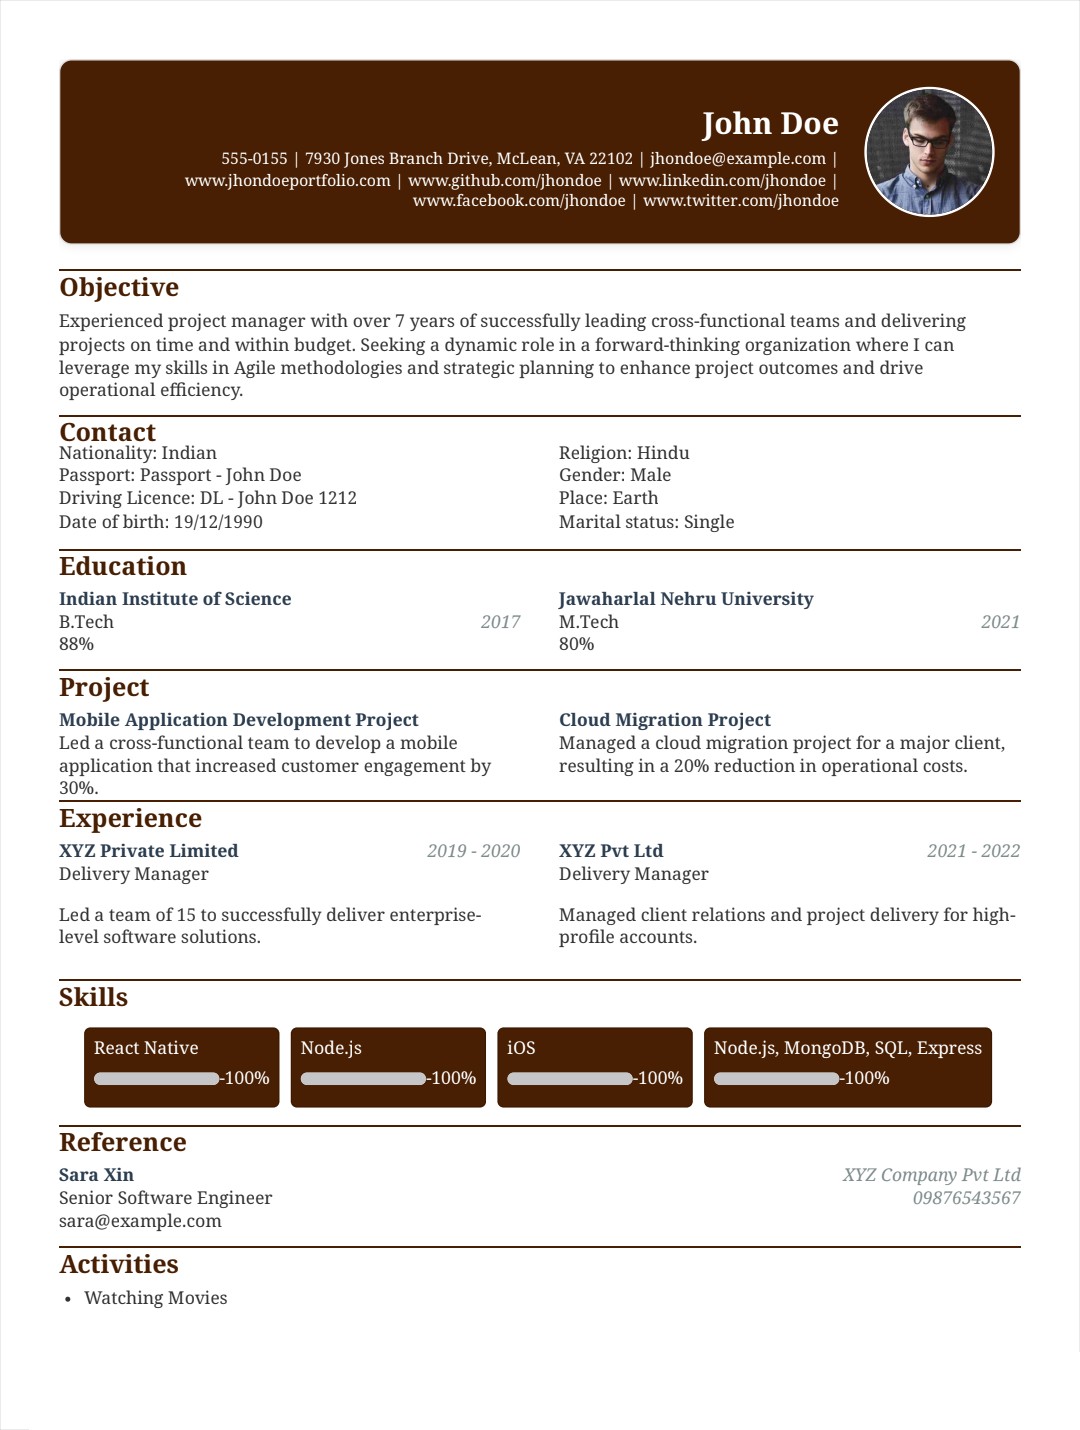 John Doe
555-0155 | 7930 Jones Branch Drive, McLean, VA 22102 | jhondoe@example.com |
www.jhondoeportfolio.com | www.github.com/jhondoe | www.linkedin.com/jhondoe |
www.facebook.com/jhondoe | www.twitter.com/jhondoe
Objective
Experienced project manager with over 7 years of successfully leading cross-functional teams and delivering
projects on time and within budget. Seeking a dynamic role in a forward-thinking organization where I can
leverage my skills in Agile methodologies and strategic planning to enhance project outcomes and drive
operational efficiency.
Contact
Nationality: Indian
Passport: Passport - John Doe
Driving Licence: DL - John Doe 1212
Date of birth: 19/12/1990
Religion: Hindu
Gender: Male
Place: Earth
Marital status: Single
Education
Indian Institute of Science
B.Tech 2017
88%
Jawaharlal Nehru University
M.Tech 2021
80%
Project
Mobile Application Development Project
Led a cross-functional team to develop a mobile
application that increased customer engagement by
30%.
Cloud Migration Project
Managed a cloud migration project for a major client,
resulting in a 20% reduction in operational costs.
Experience
XYZ Private Limited 2019 - 2020
Delivery Manager
Led a team of 15 to successfully deliver enterprise-
level software solutions.
XYZ Pvt Ltd 2021 - 2022
Delivery Manager
Managed client relations and project delivery for high-
profile accounts.
Skills
React Native
-100%
Node.js
-100%
iOS
-100%
Node.js, MongoDB, SQL, Express
-100%
Reference
Sara Xin XYZ Company Pvt Ltd
Senior Software Engineer 09876543567
sara@example.com
Activities
• Watching Movies